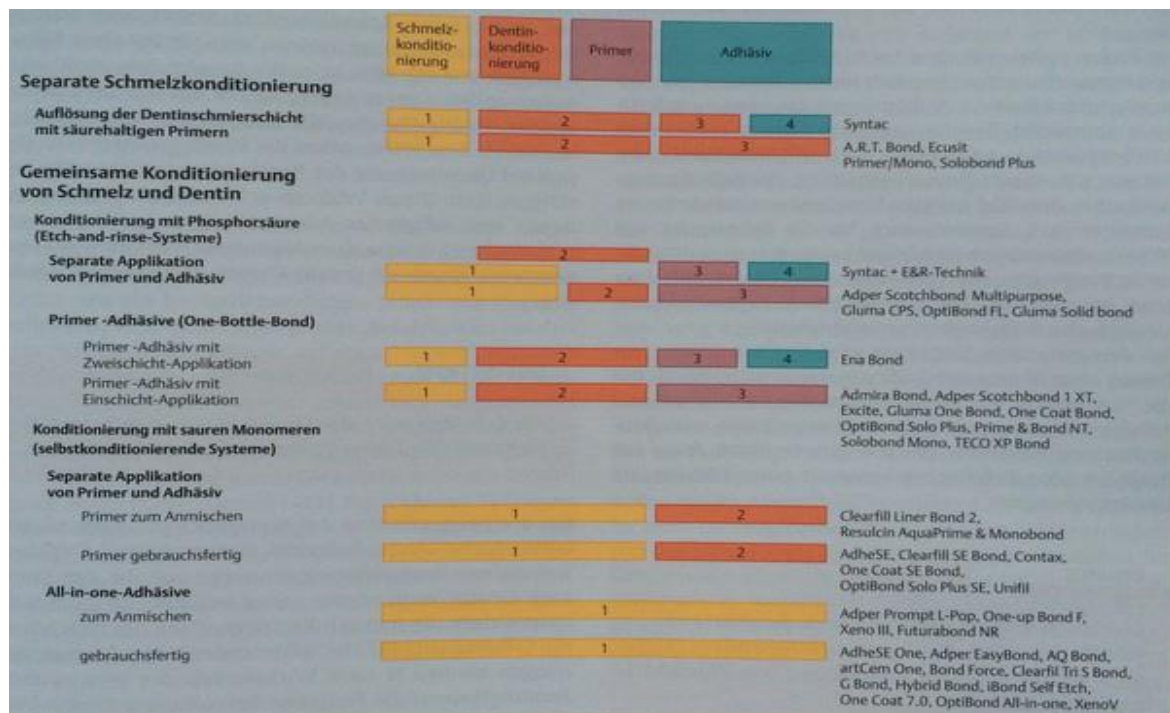 Schmelz-
konditio-
nierung
Dentin-
konditio-
nierung
Primer
Adhäsiv
Separate Schmelzkonditionierung
Auflösung der Dentinschmierschicht
mit säurehaltigen Primern
1 2 3 4 Syntac
1 2 3 A.R.T. Bond, Ecusit
Primer/Mono, Solobond Plus
Gemeinsame Konditionierung
von Schmelz und Dentin
Konditionierung mit Phosphorsäure
(Etch-and-rinse-Systeme)
Separate Applikation
von Primer und Adhäsiv
2
1 3 4 Syntac + E&R-Technik
1 2 3 Adper Scotchbond Multipurpose,
Gluma CPS, OptiBond FL, Gluma Solid bond
Primer -Adhäsive (One-Bottle-Bond)
Primer -Adhäsiv mit
Zweischicht-Applikation
1 2 3 4 Ena Bond
Primer -Adhäsiv mit
Einschicht-Applikation
1 2 3 Admira Bond, Adper Scotchbond 1 XT,
Excite, Gluma One Bond, One Coat Bond,
OptiBond Solo Plus, Prime & Bond NT,
Solobond Mono, TECO XP Bond
Konditionierung mit sauren Monomeren
(selbstkonditionierende Systeme)
Separate Applikation
von Primer und Adhäsiv
Primer zum Anmischen 1 2 Clearfill Liner Bond 2,
Resulcin AquaPrime & Monobond
Primer gebrauchsfertig 1 2 AdheSE, Clearfill SE Bond, Contax,
One Coat SE Bond,
OptiBond Solo Plus SE, Unifil
All-in-one-Adhäsive
zum Anmischen 1 Adper Prompt L-Pop, One-up Bond F,
Xeno III, Futurabond NR
gebrauchsfertig 1 AdheSE One, Adper EasyBond, AQ Bond,
artCem One, Bond Force, Clearfil Tri S Bond,
G Bond, Hybrid Bond, iBond Self Etch,
One Coat 7.0, OptiBond All-in-one, XenoV